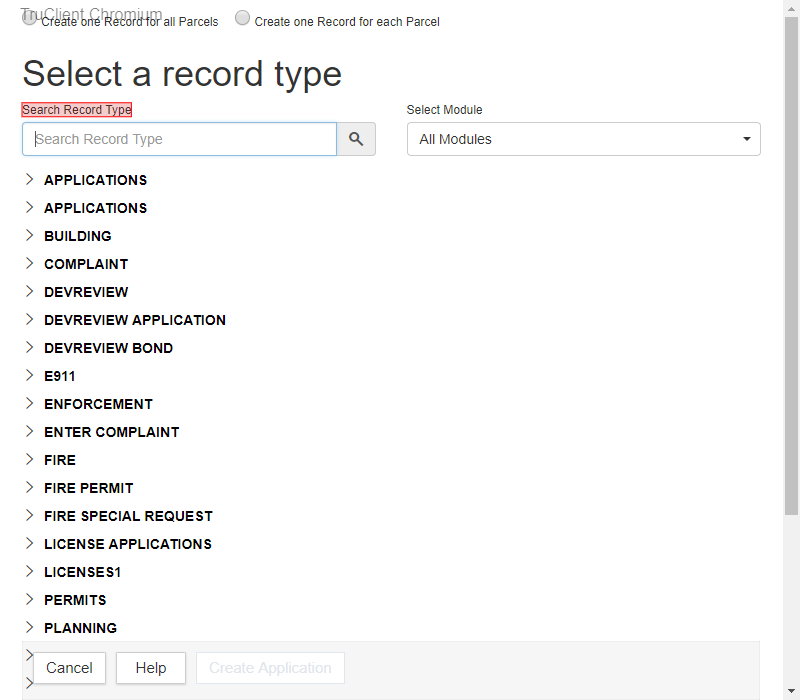 TruClient Chromium
Create one Record for all Parcels Create one Record for each Parcel
Select a record type
Search Record Type Select Module
Search Record Type All Modules
APPLICATIONS
APPLICATIONS
BUILDING
COMPLAINT
DEVREVIEW
DEVREVIEW APPLICATION
DEVREVIEW BOND
E911
ENFORCEMENT
ENTER COMPLAINT
FIRE
FIRE PERMIT
FIRE SPECIAL REQUEST
LICENSE APPLICATIONS
LICENSES1
PERMITS
PLANNING
Cancel Help Create Application